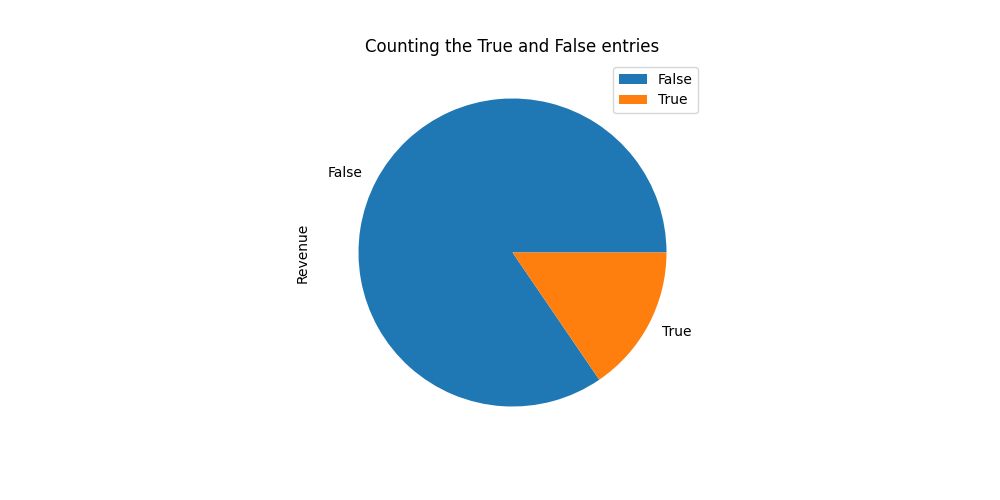 Counting the True and False entries
False
True
False
Revenue
True